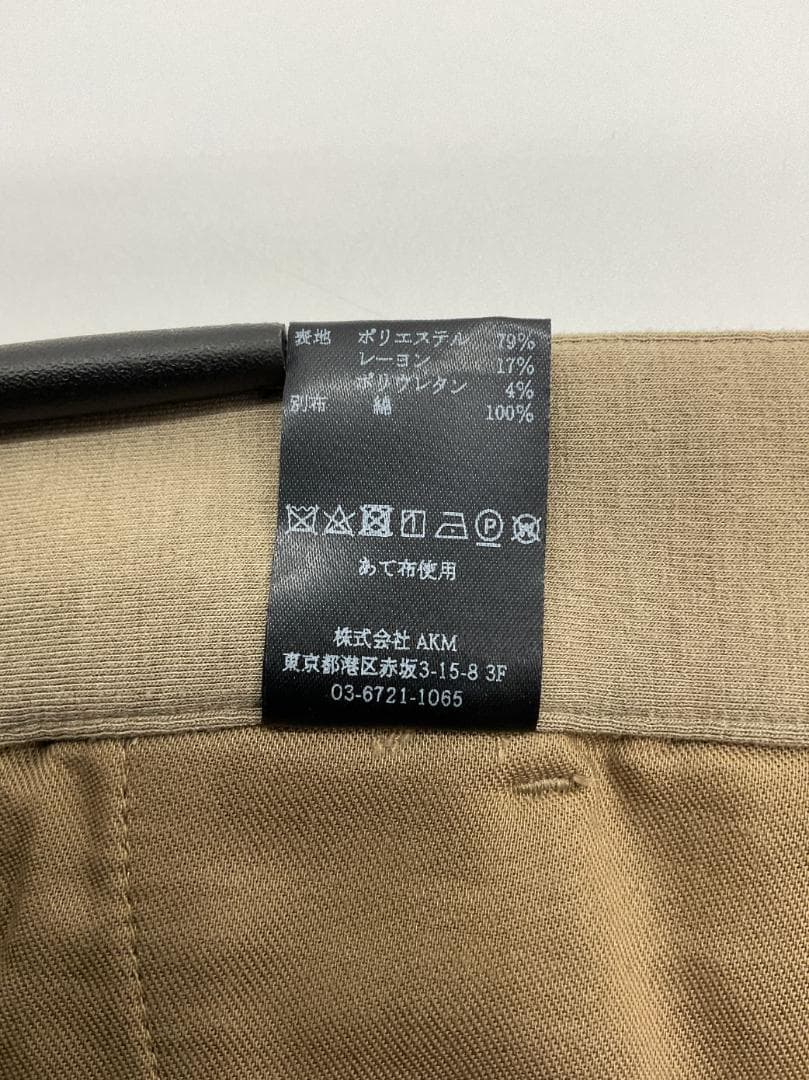 表地 ポリエステル 79%
レーヨン 17%
ポリウレタン 4%
別布 綿 100%
P
あて布使用
株式会社 AKM
東京都港区赤坂3-15-8 3F
03-6721-1065